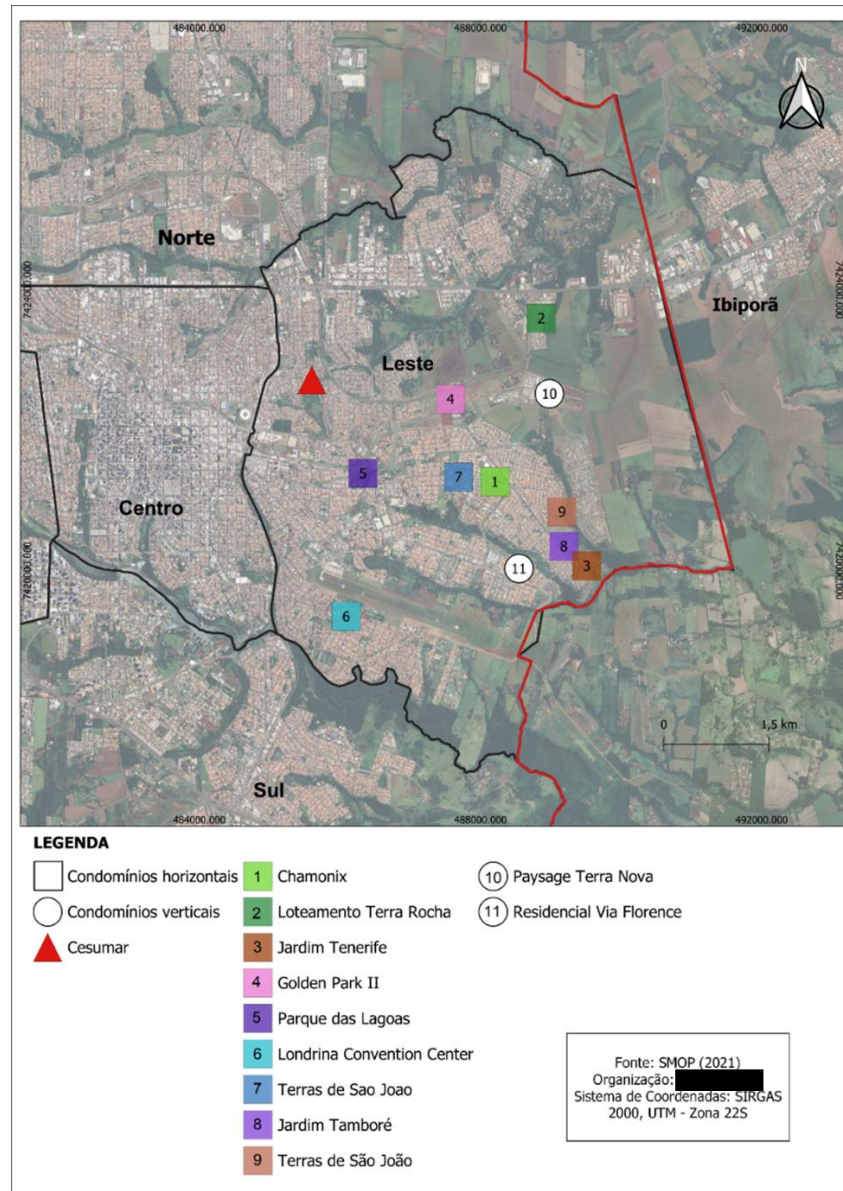 484000.000
488000.000
492000.000
N
Norte
7424000.000
7424000.000
Ibiporã
2
Leste
4
10
5
7
1
Centro
9
8
3
11
7420000.000
7420000.000
6
0
1,5 km
Sul
484000.000
488000.000
492000.000
LEGENDA
Condomínios horizontais
Condomínios verticais
Cesumar
1 Chamonix
2 Loteamento Terra Rocha
3 Jardim Tenerife
4 Golden Park II
5 Parque das Lagoas
6 Londrina Convention Center
7 Terras de Sao Joao
8 Jardim Tamboré
9 Terras de São João
10 Paysage Terra Nova
11 Residencial Via Florence
Fonte: SMOP (2021)
Organização:
Sistema de Coordenadas: SIRGAS
2000, UTM - Zona 22S